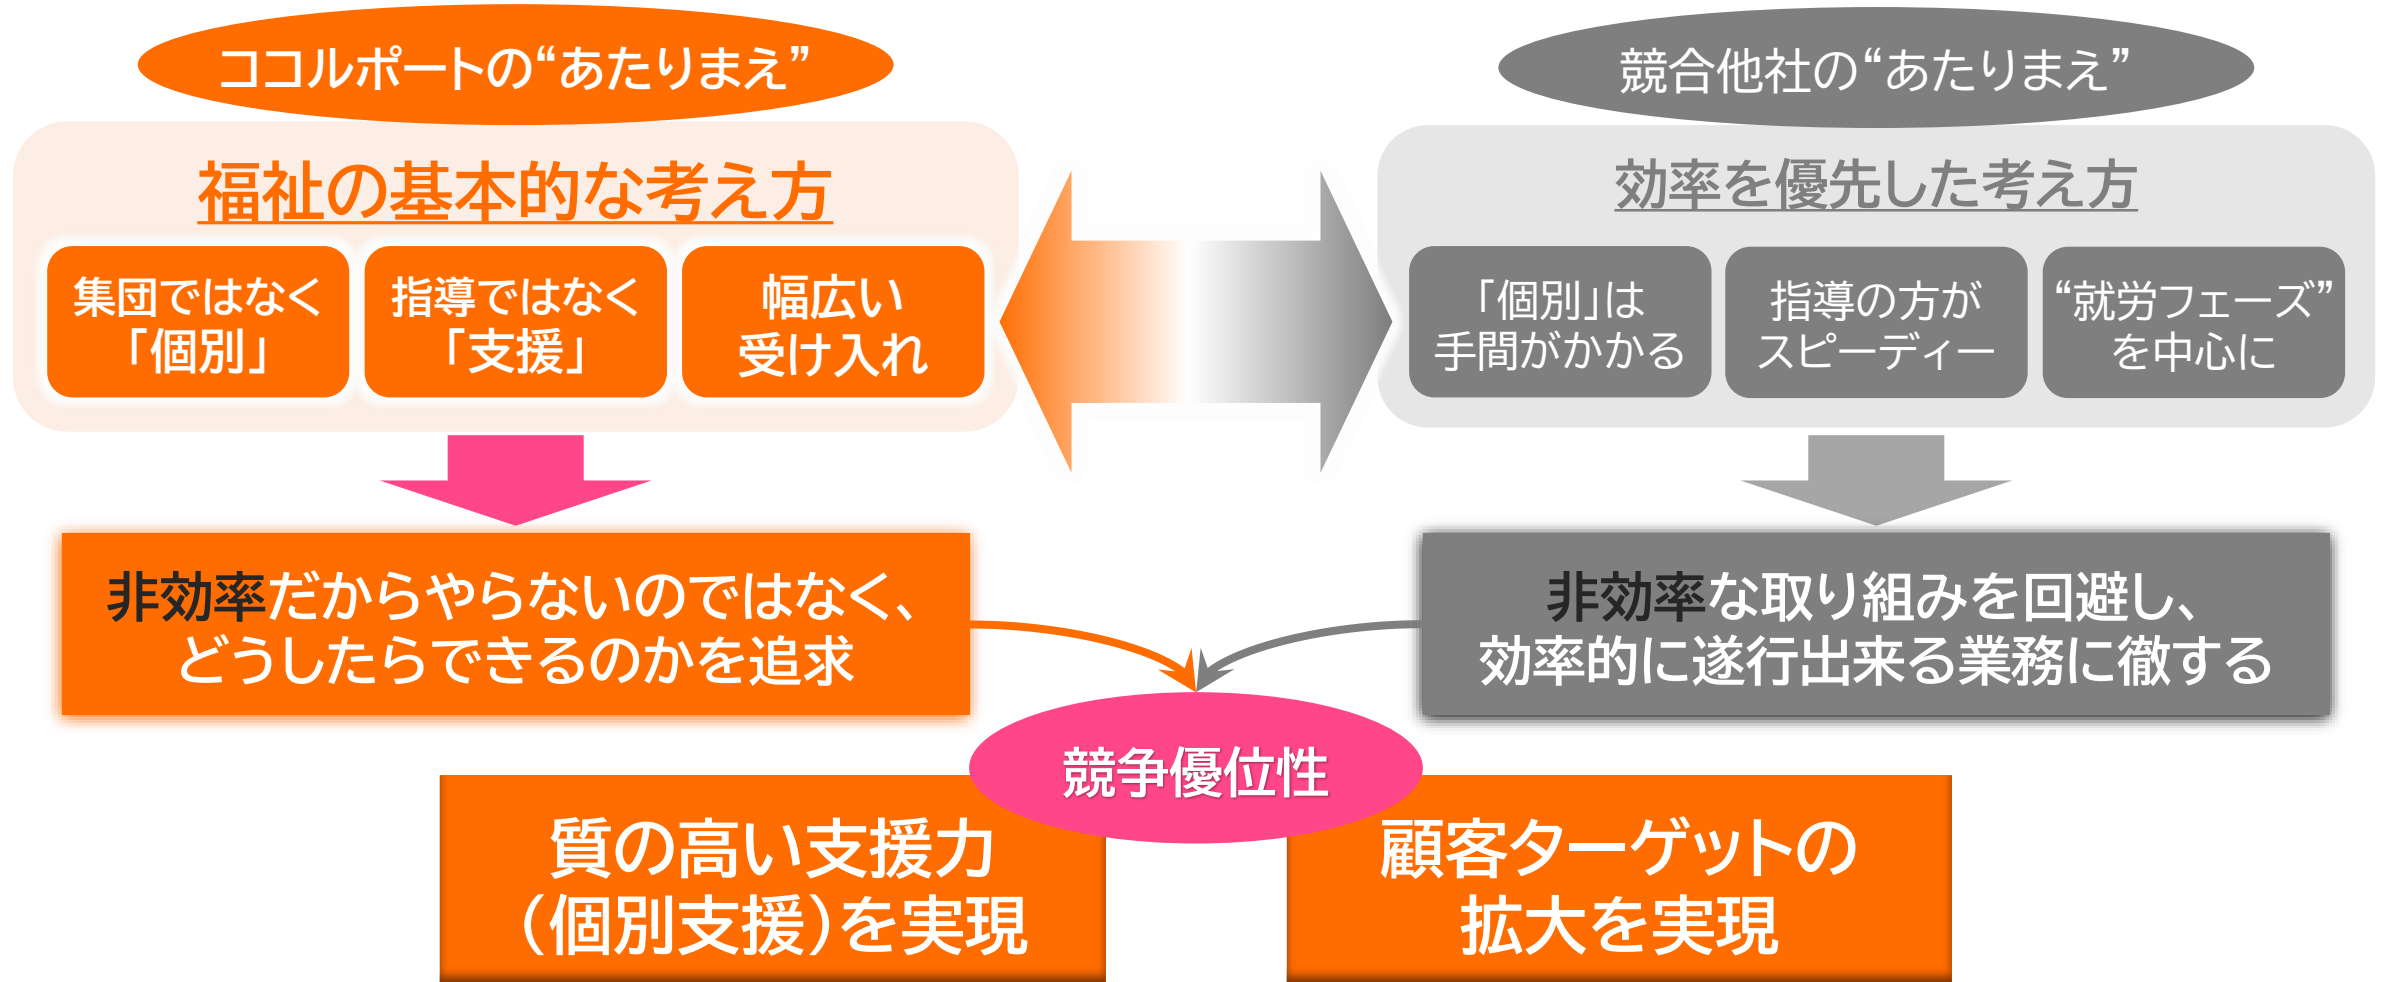 ココルポートの“あたりまえ”
福祉の基本的な考え方
集団ではなく
「個別」
指導ではなく
「支援」
幅広い
受け入れ
競合他社の“あたりまえ”
効率を優先した考え方
「個別」は
手間がかかる
指導の方が
スピーディー
“就労フェーズ”
を中心に
非効率だからやらないのではなく、
どうしたらできるのかを追求
非効率な取り組みを回避し、
効率的に遂行出来る業務に徹する
競争優位性
質の高い支援力
（個別支援）を実現
顧客ターゲットの
拡大を実現